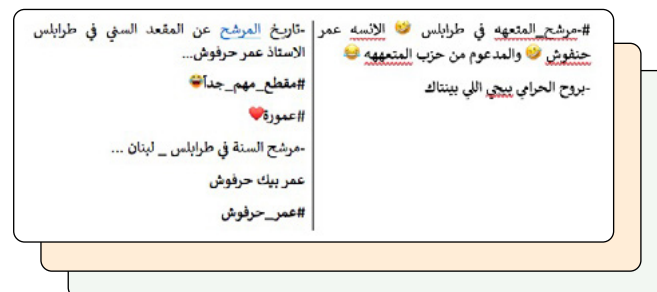 -تاريخ المرشح عن المقعد السني في طرابلس
الاستاذ عمر حرفوش...
#مقطع_مهم_جداً😂
#عمورة❤️
-مرشح السنة في طرابلس _ لبنان ...
عمر بيك حرفوش
#عمر_حرفوش
#-مرشح_المتعهه في طرابلس 🤣 الانسه عمر
حنفوش 🤣 والمدعوم من حزب المتعههه 😂
-بروح الحرامي بيجي اللي بينتاك